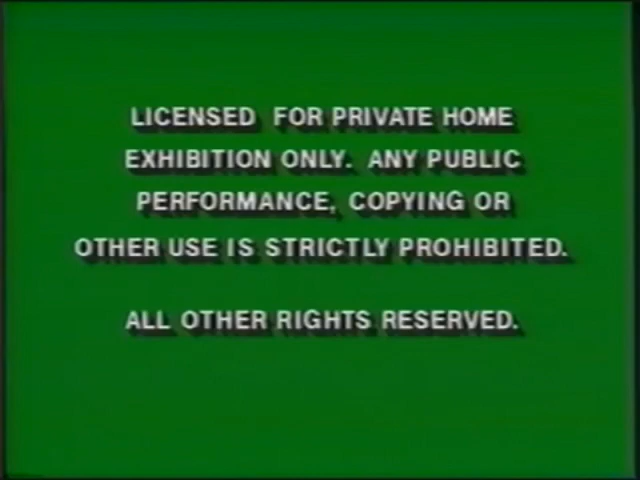 LICENSED FOR PRIVATE HOME
EXHIBITION ONLY. ANY PUBLIC
PERFORMANCE, COPYING OR
OTHER USE IS STRICTLY PROHIBITED.
ALL OTHER RIGHTS RESERVED.